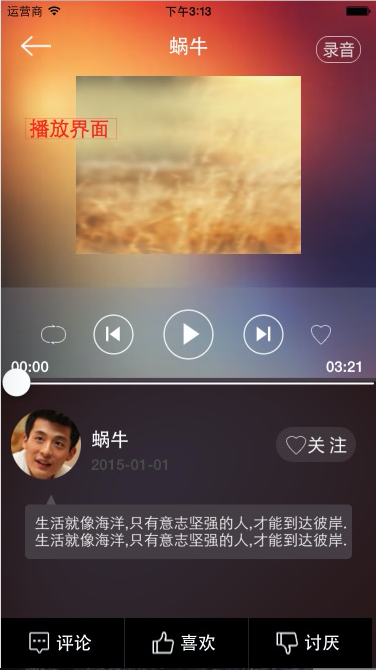 运营商
下午3:13
蜗牛
录音
播放界面
00:00
03:21
蜗牛
关 注
2015-01-01
生活就像海洋,只有意志坚强的人,才能到达彼岸.
生活就像海洋,只有意志坚强的人,才能到达彼岸.
评论
喜欢
讨厌